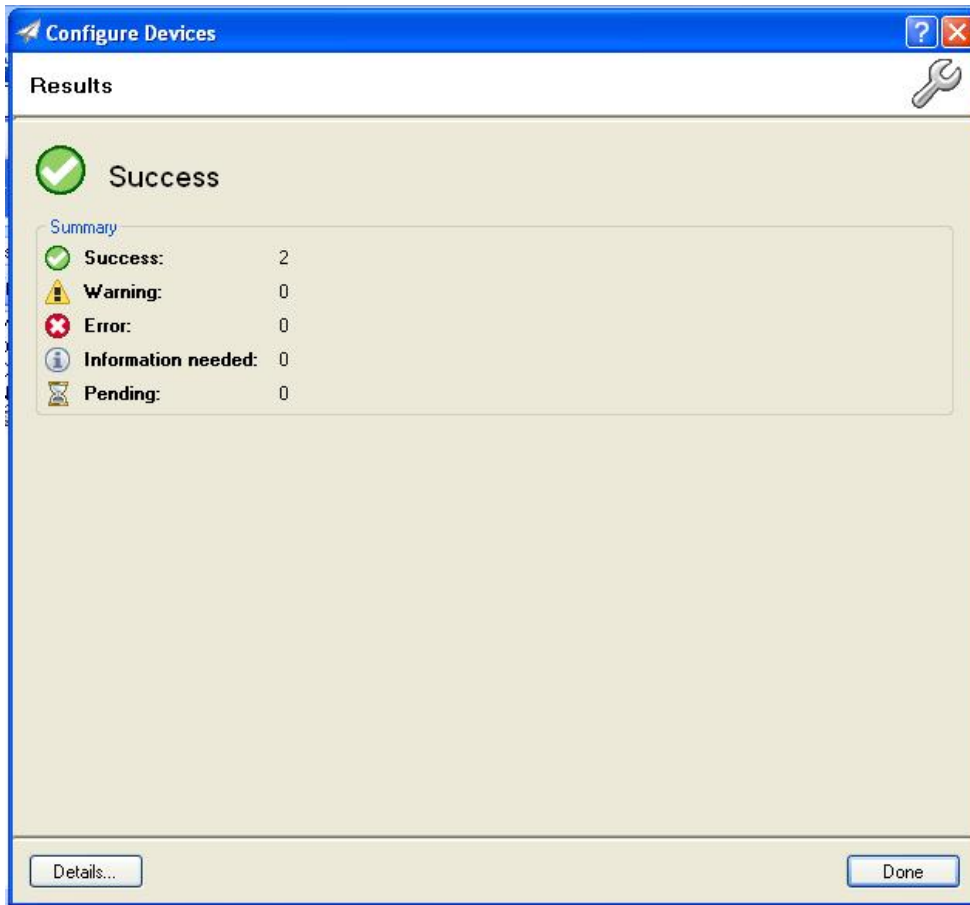 Configure Devices
Results
Success
Summary
Success: 2
Warning: 0
Error: 0
Information needed: 0
Pending: 0
Details... Done